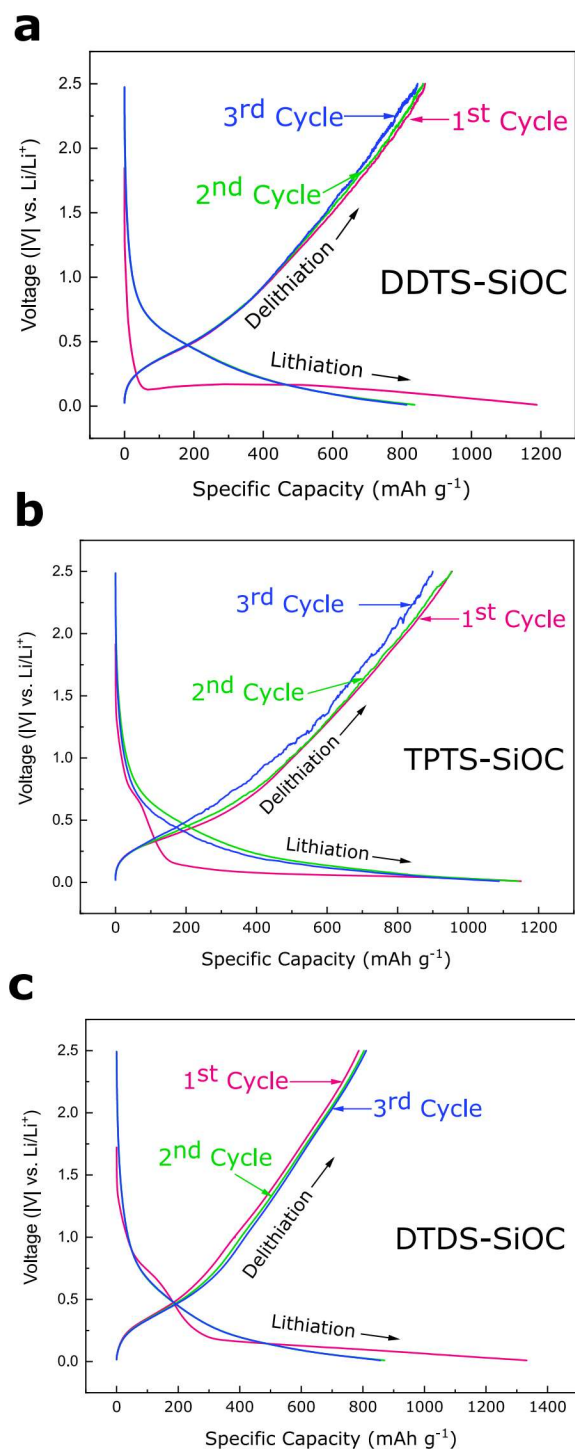 a
2.5
2.0
1.5
1.0
0.5
0.0
Voltage (|V| vs. Li/Li⁺)
3rd Cycle
1st Cycle
2nd Cycle
Delithiation
DDTS-SiOC
Lithiation
0 200 400 600 800 1000 1200
Specific Capacity (mAh g⁻¹)
b
2.5
2.0
1.5
1.0
0.5
0.0
Voltage (|V| vs. Li/Li⁺)
3rd Cycle
1st Cycle
2nd Cycle
Delithiation
TPTS-SiOC
Lithiation
0 200 400 600 800 1000 1200
Specific Capacity (mAh g⁻¹)
c
2.5
2.0
1.5
1.0
0.5
0.0
Voltage (|V| vs. Li/Li⁺)
1st Cycle
3rd Cycle
2nd Cycle
Delithiation
DTDS-SiOC
Lithiation
0 200 400 600 800 1000 1200 1400
Specific Capacity (mAh g⁻¹)